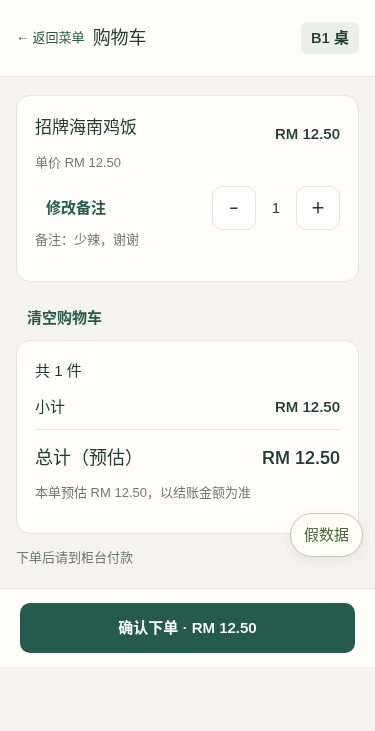 ← 返回菜单 购物车 B1 桌
招牌海南鸡饭 RM 12.50
单价 RM 12.50
修改备注 - 1 +
备注：少辣，谢谢
清空购物车
共 1 件
小计 RM 12.50
总计（预估） RM 12.50
本单预估 RM 12.50，以结账金额为准
假数据
下单后请到柜台付款
确认下单 · RM 12.50